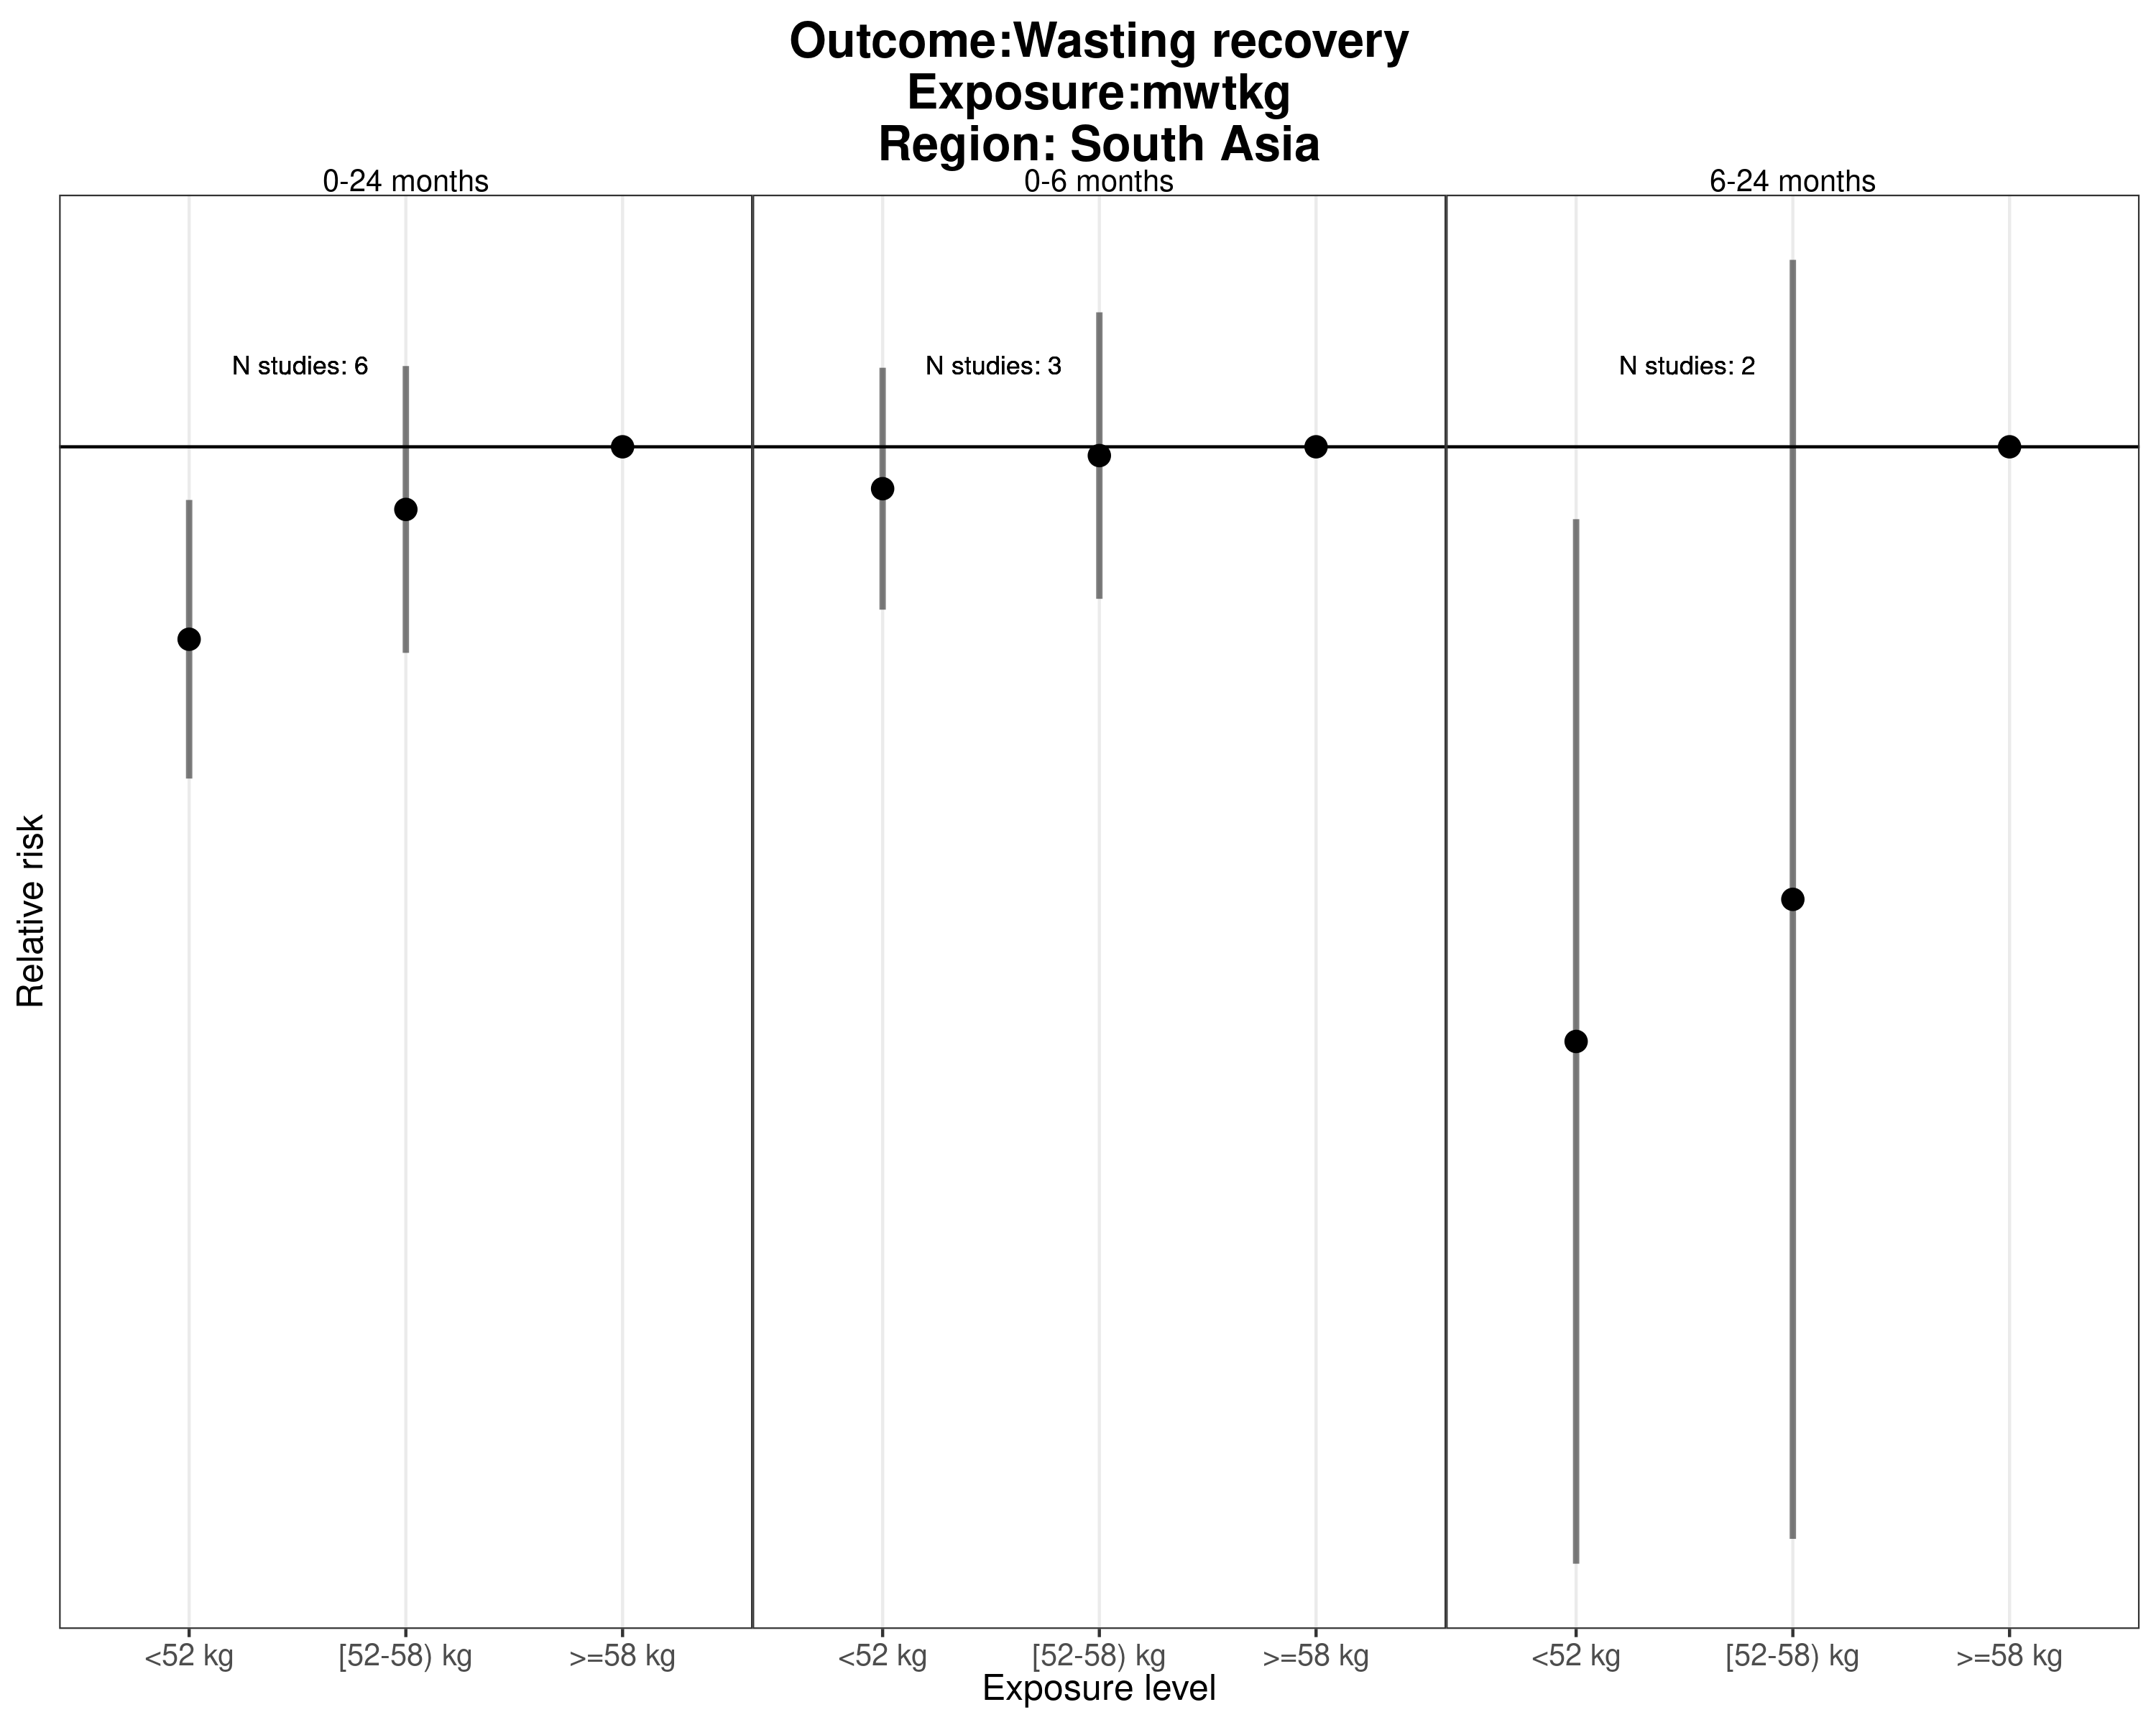 Outcome:Wasting recovery
Exposure:mwtkg
Region: South Asia
0-24 months
0-6 months
6-24 months
N studies: 6
N studies: 3
N studies: 2
Relative risk
<52 kg
[52-58) kg
>=58 kg
<52 kg
[52-58) kg
>=58 kg
<52 kg
[52-58) kg
>=58 kg
Exposure level